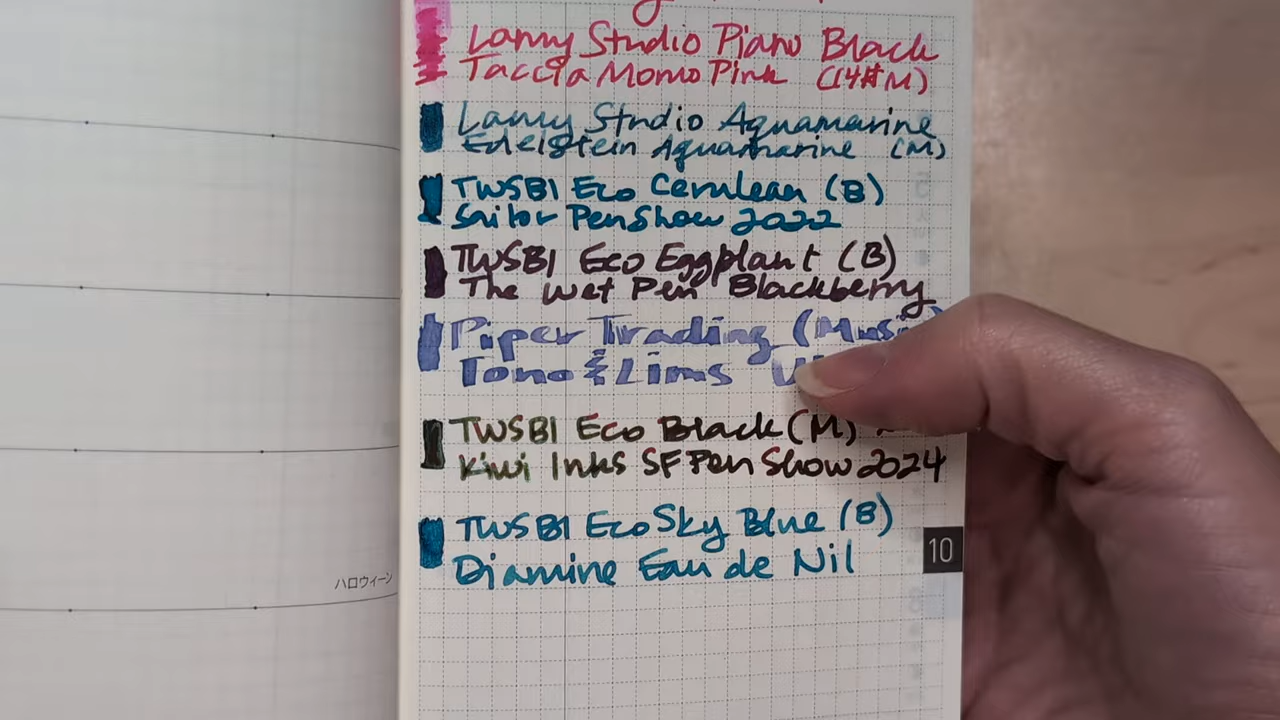 Lamy Studio Piano Black
Taccia Momo Pink (14K M)
Lamy Studio Aquamarine
Edelstein Aquamarine (M)
TWSBI Eco Cerulean (B)
Sailor Pen Show 2022
TWSBI Eco Eggplant (B)
The Wet Pen Blackberry
Piper Trading
Tono & Lims
TWSBI Eco Black (M)
Kiwi Inks SF Pen Show 2024
TWSBI Eco Sky Blue (B)
Diamine Eau de Nil
10
ハロウィーン